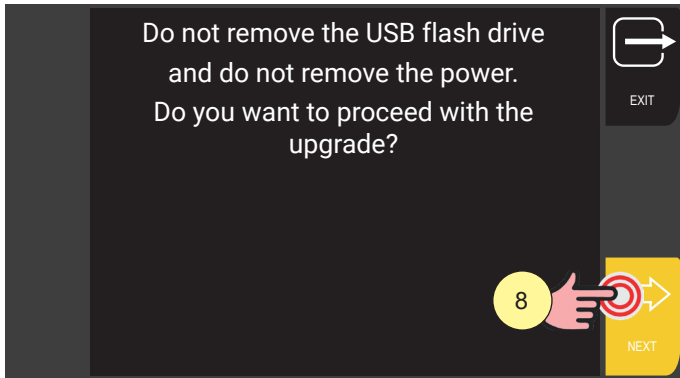 Do not remove the USB flash drive
and do not remove the power.
Do you want to proceed with the
upgrade?
EXIT
8
NEXT